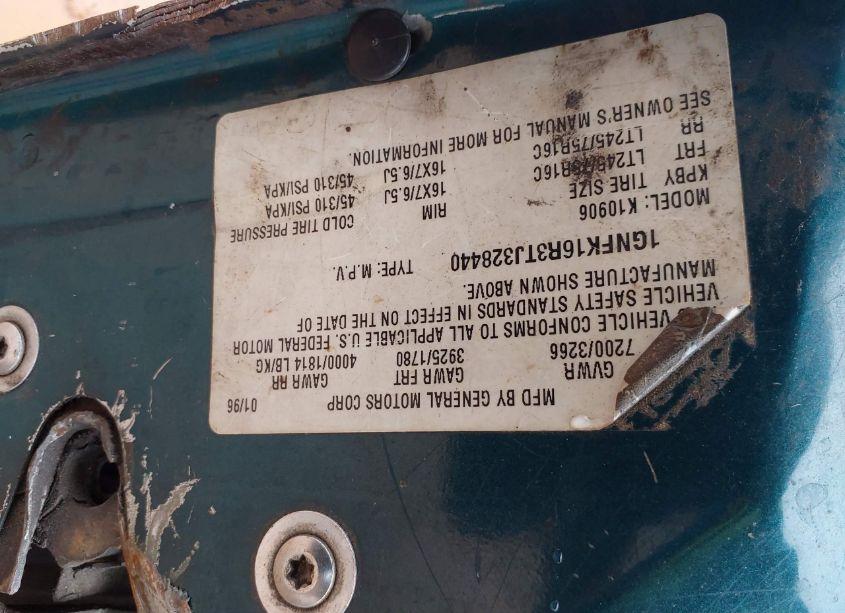 MFD BY GENERAL MOTORS CORP 01/96
GVWR GAWR FRT GAWR RR
7200/3266 3925/1780 4000/1814 LB/KG
VEHICLE CONFORMS TO ALL APPLICABLE U.S. FEDERAL MOTOR
VEHICLE SAFETY STANDARDS IN EFFECT ON THE DATE OF
MANUFACTURE SHOWN ABOVE.
1GNFK16R3TJ328440 TYPE: M.P.V.
MODEL: K10906
KPBY TIRE SIZE RIM COLD TIRE PRESSURE
FRT LT245/75R16C 16X7/6.5J 45/310 PSI/KPA
RR LT245/75R16C 16X7/6.5J 45/310 PSI/KPA
SEE OWNER'S MANUAL FOR MORE INFORMATION.